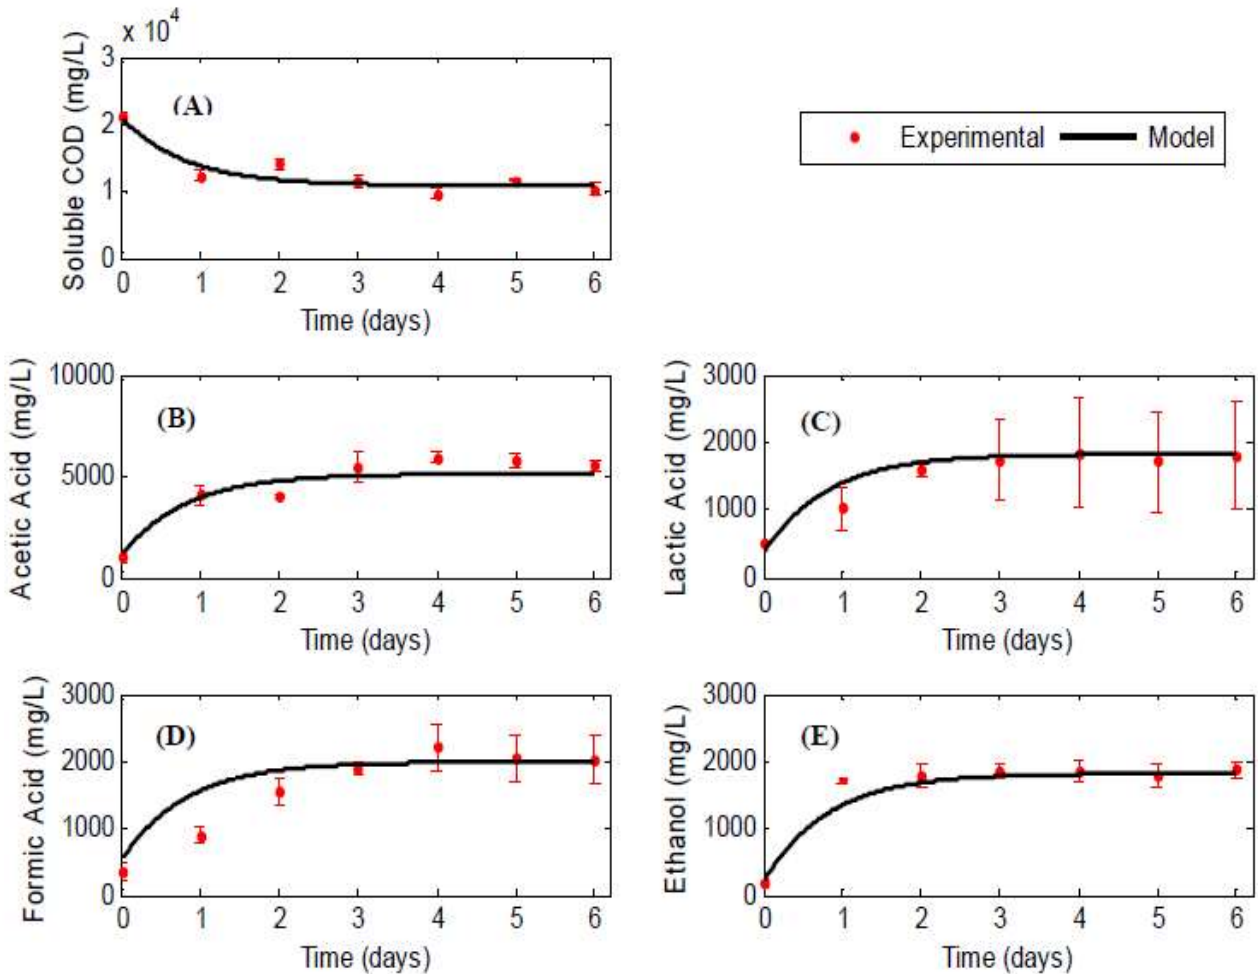 x 10^4
Soluble COD (mg/L)
3
2
1
0
(A)
0 1 2 3 4 5 6
Time (days)
Experimental Model
Acetic Acid (mg/L)
10000
5000
0
(B)
0 1 2 3 4 5 6
Time (days)
Lactic Acid (mg/L)
3000
2000
1000
0
(C)
0 1 2 3 4 5 6
Time (days)
Formic Acid (mg/L)
3000
2000
1000
0
(D)
0 1 2 3 4 5 6
Time (days)
Ethanol (mg/L)
3000
2000
1000
0
(E)
0 1 2 3 4 5 6
Time (days)